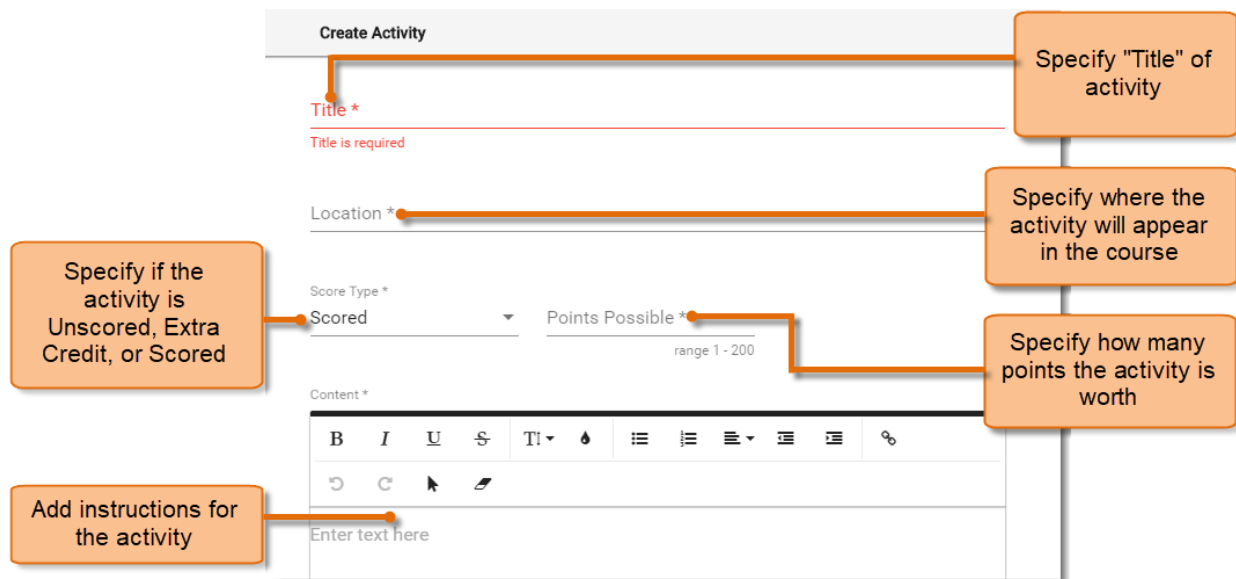 Create Activity
Specify "Title" of
activity
Title *
Title is required
Location *
Specify where the
activity will appear
in the course
Specify if the
activity is
Unscored, Extra
Credit, or Scored
Score Type *
Scored
Points Possible *
range 1 - 200
Specify how many
points the activity is
worth
Content *
B I U S TI
Add instructions for
the activity
Enter text here